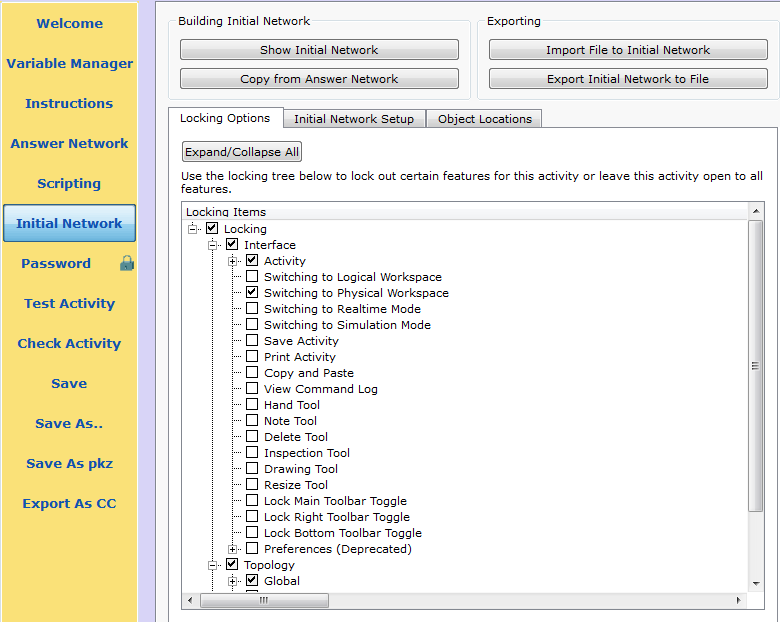 Welcome
Variable Manager
Instructions
Answer Network
Scripting
Initial Network
Password
Test Activity
Check Activity
Save
Save As..
Save As pkz
Export As CC
Building Initial Network
Show Initial Network
Copy from Answer Network
Exporting
Import File to Initial Network
Export Initial Network to File
Locking Options
Initial Network Setup
Object Locations
Expand/Collapse All
Use the locking tree below to lock out certain features for this activity or leave this activity open to all
features.
Locking Items
Locking
Interface
Activity
Switching to Logical Workspace
Switching to Physical Workspace
Switching to Realtime Mode
Switching to Simulation Mode
Save Activity
Print Activity
Copy and Paste
View Command Log
Hand Tool
Note Tool
Delete Tool
Inspection Tool
Drawing Tool
Resize Tool
Lock Main Toolbar Toggle
Lock Right Toolbar Toggle
Lock Bottom Toolbar Toggle
Preferences (Deprecated)
Topology
Global